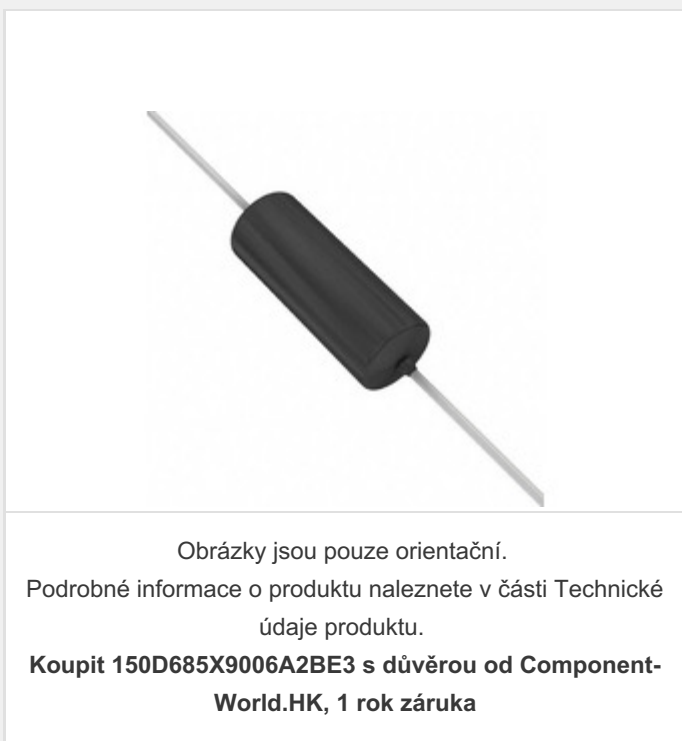 Obrázky jsou pouze orientační.
Podrobné informace o produktu naleznete v části Technické
údaje produktu.
Koupit 150D685X9006A2BE3 s důvěrou od Component-
World.HK, 1 rok záruka